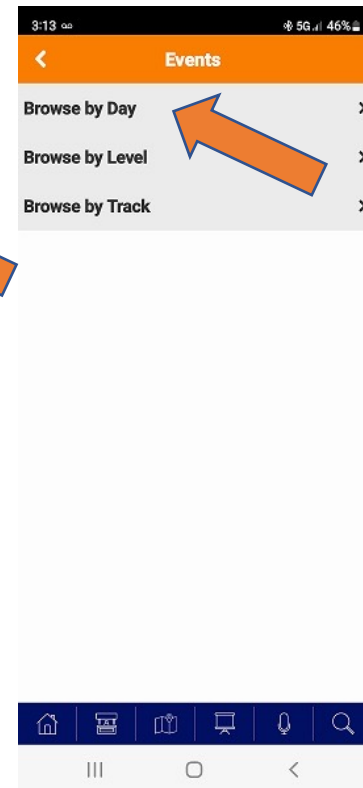 3:13 5G 46%
Events
Browse by Day
Browse by Level
Browse by Track